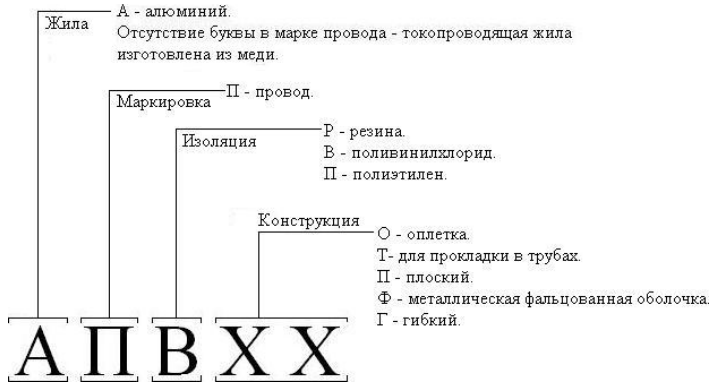 Жила
А - алюминий.
Отсутствие буквы в марке провода - токопроводящая жила
изготовлена из меди.
Маркировка
П - провод.
Изоляция
Р - резина.
В - поливинилхлорид.
П - полиэтилен.
Конструкция
О - оплетка.
Т- для прокладки в трубах.
П - плоский.
Ф - металлическая фальцованная оболочка.
Г - гибкий.
А П В Х Х